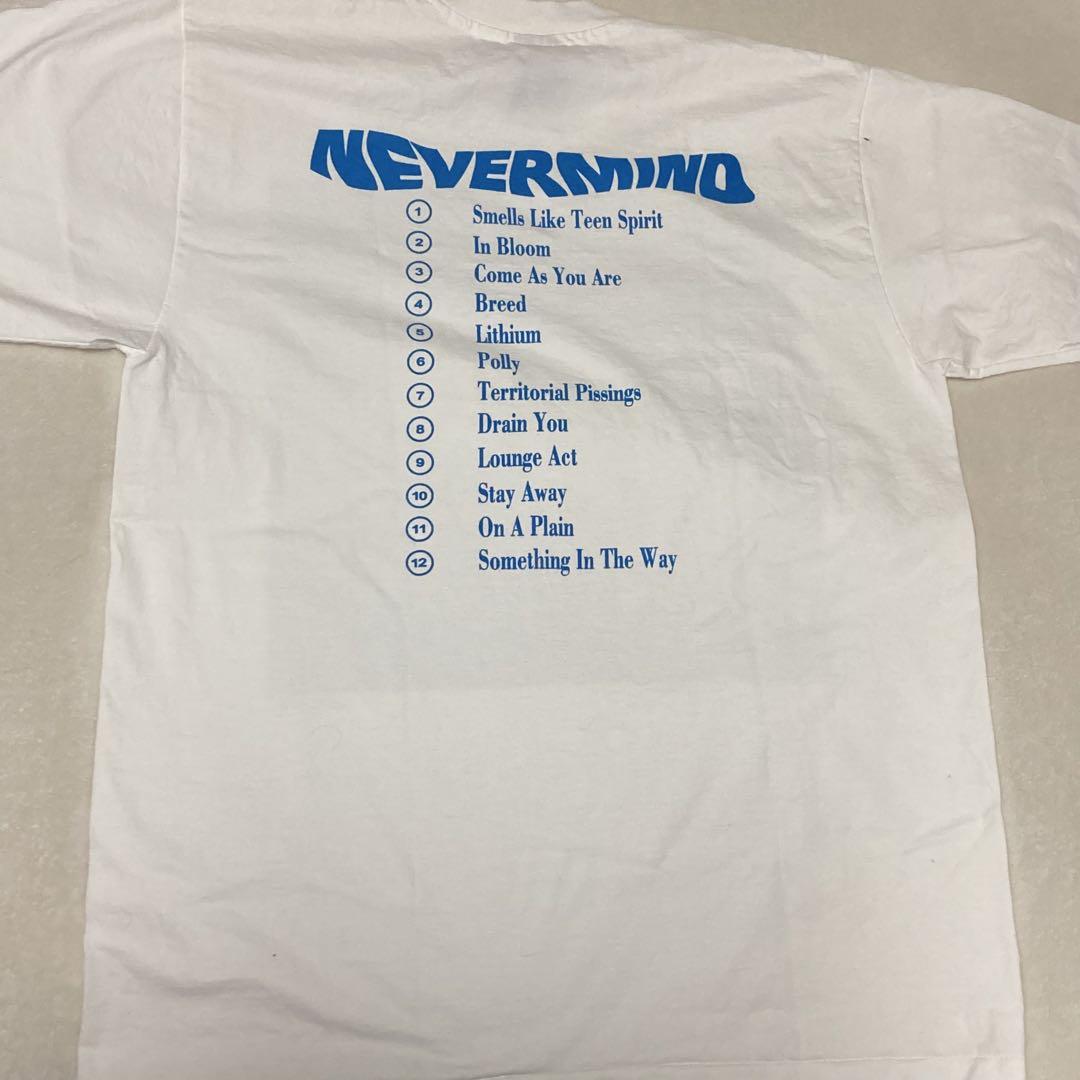 NEVERMIND
1 Smells Like Teen Spirit
2 In Bloom
3 Come As You Are
4 Breed
5 Lithium
6 Polly
7 Territorial Pissings
8 Drain You
9 Lounge Act
10 Stay Away
11 On A Plain
12 Something In The Way